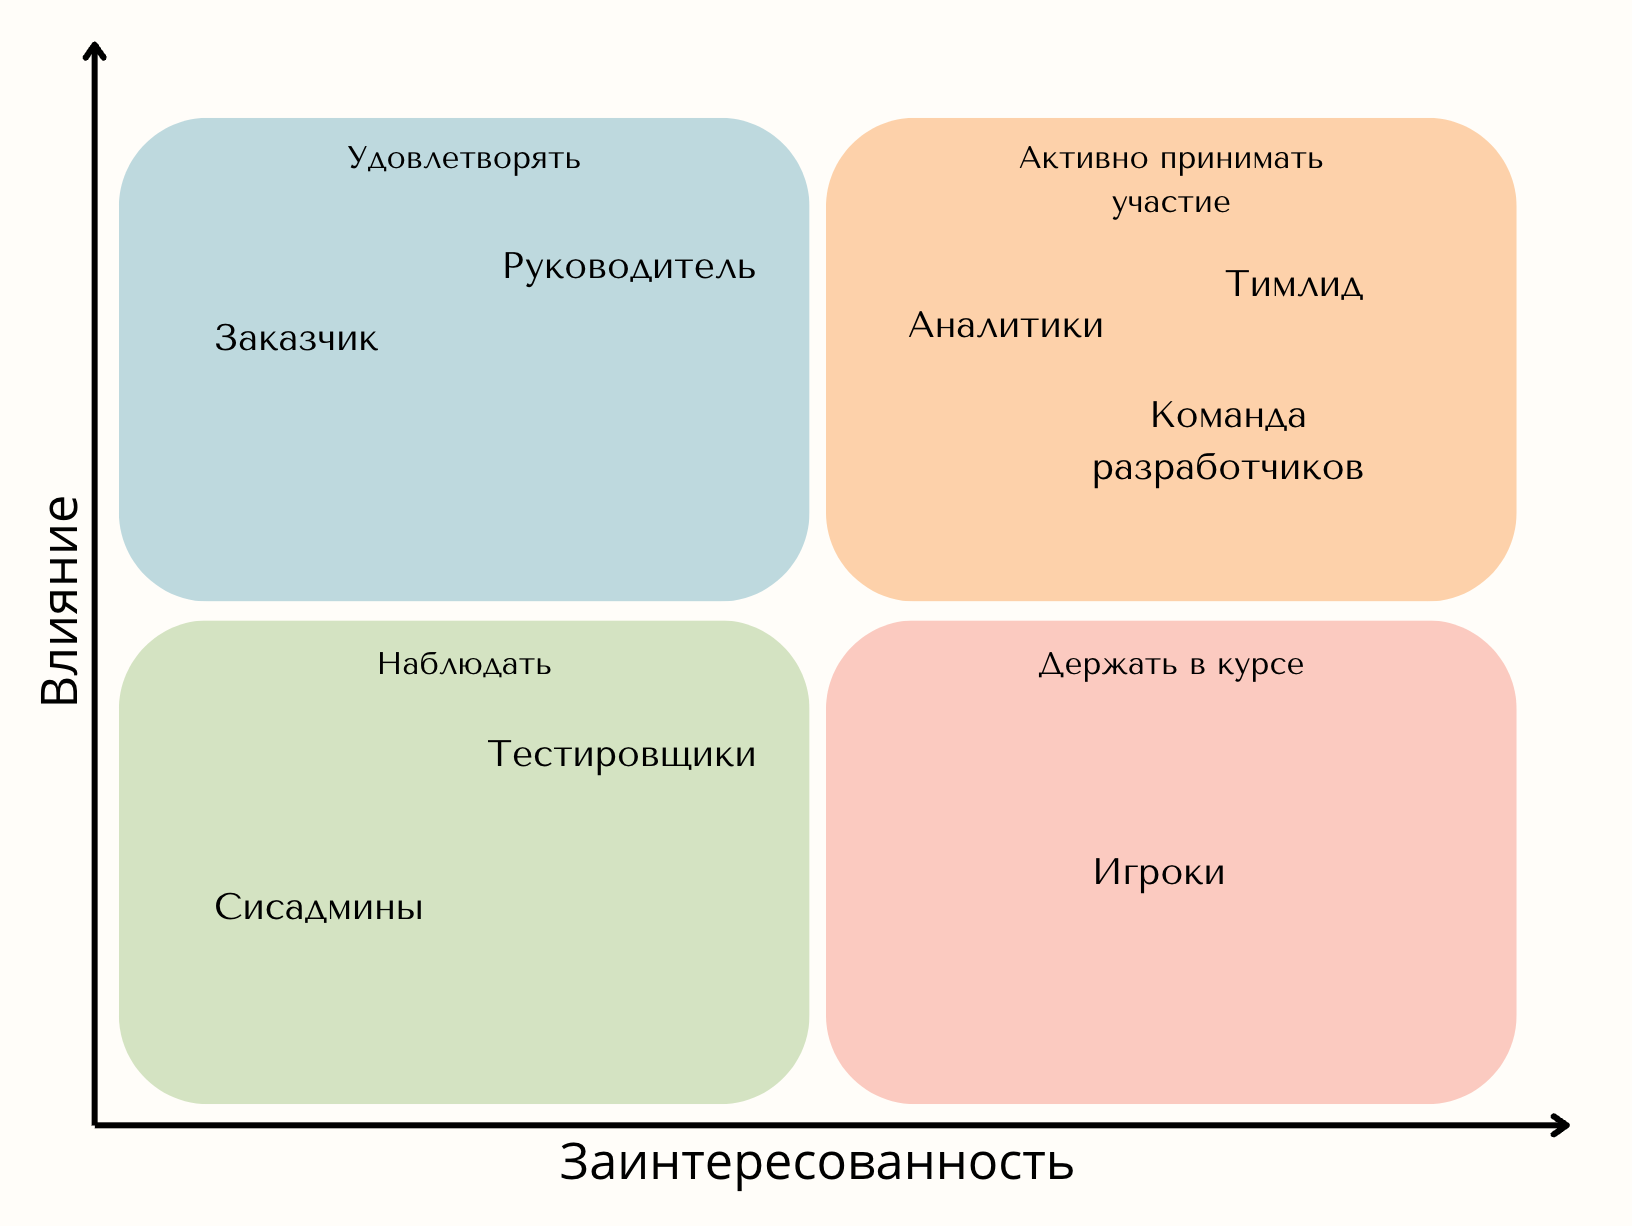 Удовлетворять
Руководитель
Заказчик
Активно принимать
участие
Тимлид
Аналитики
Команда
разработчиков
Влияние
Наблюдать
Тестировщики
Сисадмины
Держать в курсе
Игроки
Заинтересованность